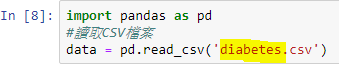 In [8]: import pandas as pd
#讀取CSV檔案
data = pd.read_csv('diabetes.csv')